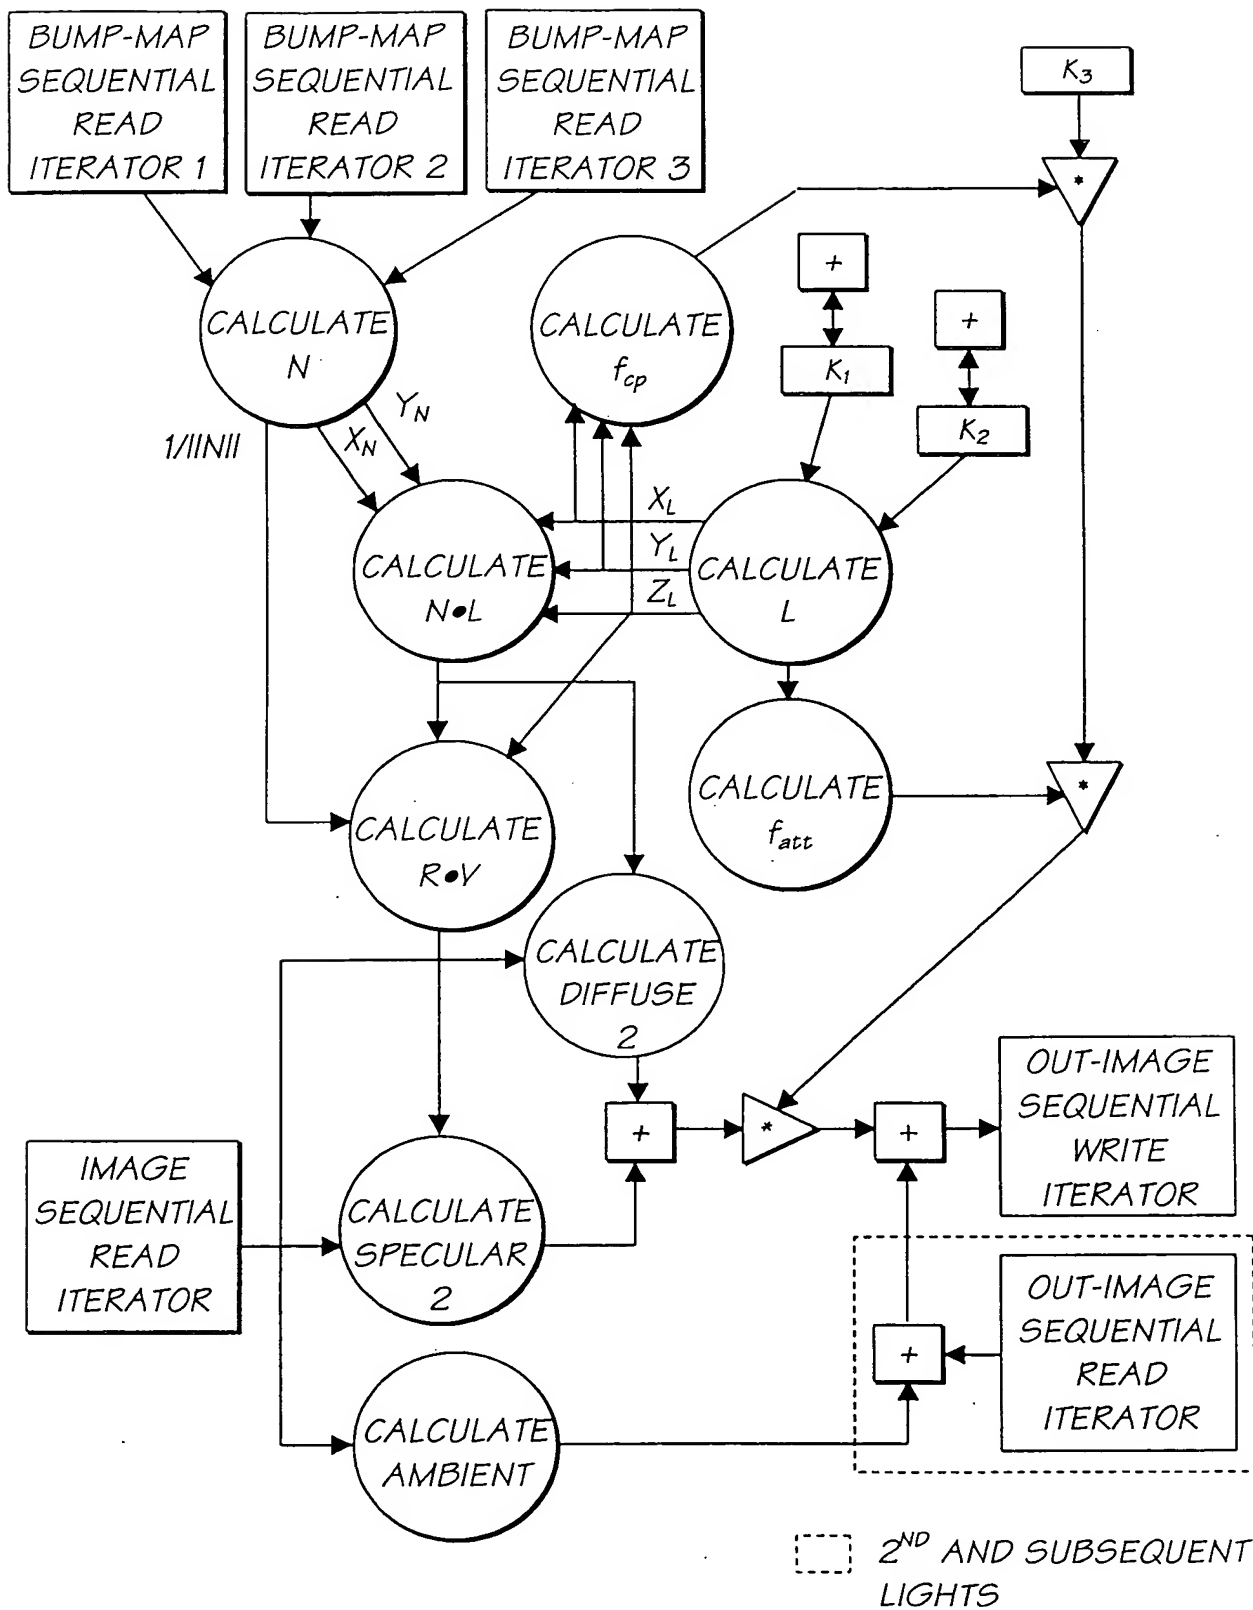 BUMP-MAP
SEQUENTIAL
READ
ITERATOR 1
BUMP-MAP
SEQUENTIAL
READ
ITERATOR 2
BUMP-MAP
SEQUENTIAL
READ
ITERATOR 3
K3
*
+
+
CALCULATE
N
CALCULATE
fcp
K1
K2
1/IINII
XN
YN
CALCULATE
N•L
XL
YL
ZL
CALCULATE
L
CALCULATE
R•V
CALCULATE
fatt
*
CALCULATE
DIFFUSE
2
+
*
+
OUT-IMAGE
SEQUENTIAL
WRITE
ITERATOR
IMAGE
SEQUENTIAL
READ
ITERATOR
CALCULATE
SPECULAR
2
+
OUT-IMAGE
SEQUENTIAL
READ
ITERATOR
CALCULATE
AMBIENT
2ND AND SUBSEQUENT
LIGHTS